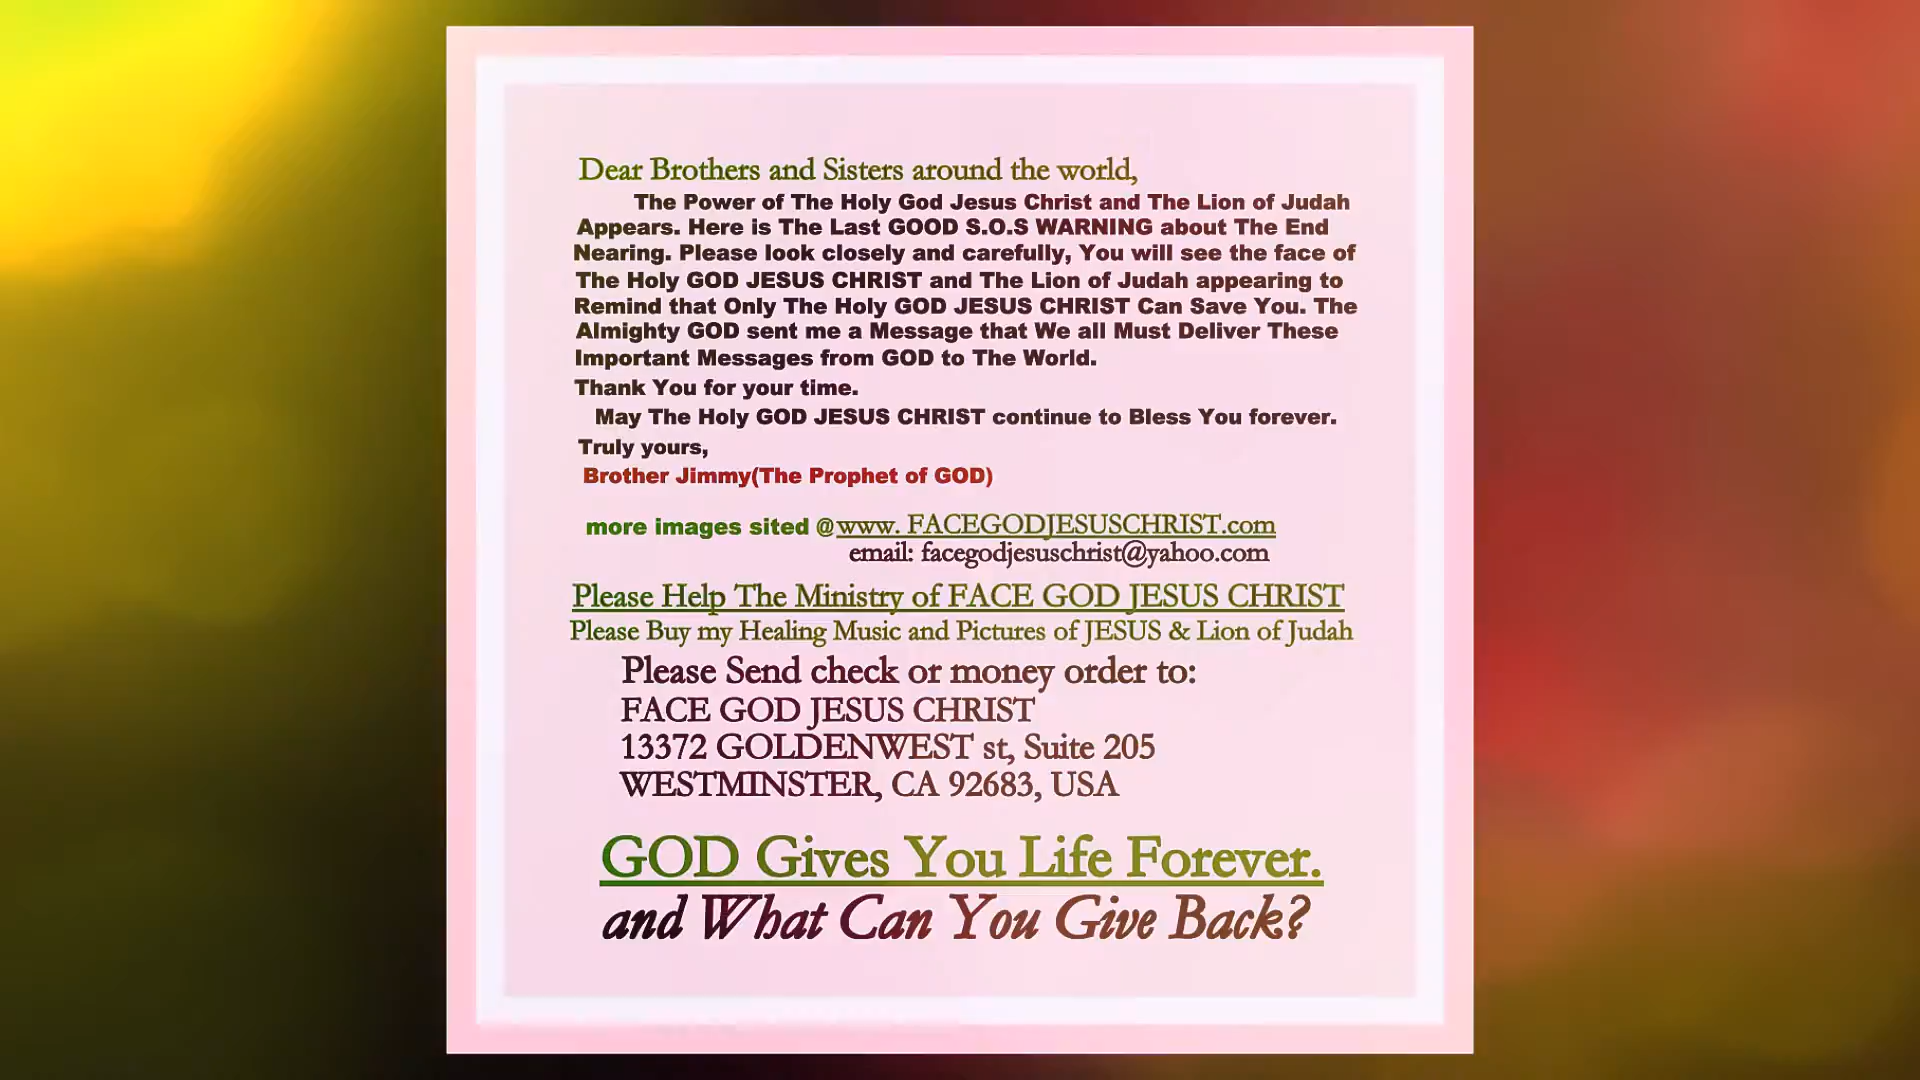 Dear Brothers and Sisters around the world,
The Power of The Holy God Jesus Christ and The Lion of Judah
Appears. Here is The Last GOOD S.O.S WARNING about The End
Nearing. Please look closely and carefully, You will see the face of
The Holy GOD JESUS CHRIST and The Lion of Judah appearing to
Remind that Only The Holy GOD JESUS CHRIST Can Save You. The
Almighty GOD sent me a Message that We all Must Deliver These
Important Messages from GOD to The World.
Thank You for your time.
May The Holy GOD JESUS CHRIST continue to Bless You forever.
Truly yours,
Brother Jimmy(The Prophet of GOD)
more images sited @www. FACEGODJESUSCHRIST.com
email: facegodjesuschrist@yahoo.com
Please Help The Ministry of FACE GOD JESUS CHRIST
Please Buy my Healing Music and Pictures of JESUS & Lion of Judah
Please Send check or money order to:
FACE GOD JESUS CHRIST
13372 GOLDENWEST st, Suite 205
WESTMINSTER, CA 92683, USA
GOD Gives You Life Forever.
and What Can You Give Back?